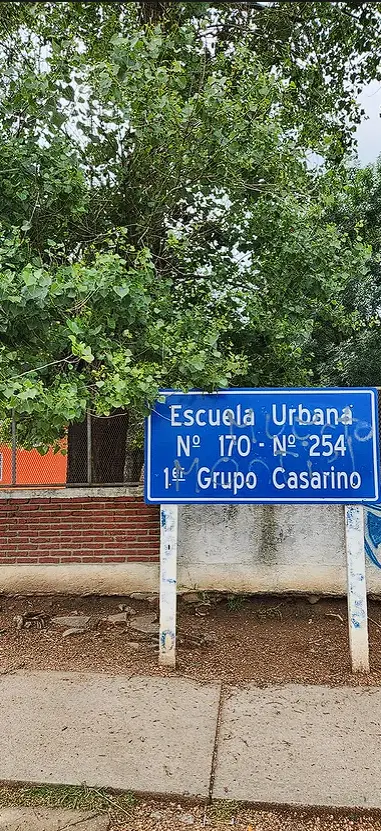 Escuela Urbana
Nº 170 - Nº 254
1er Grupo Casarino